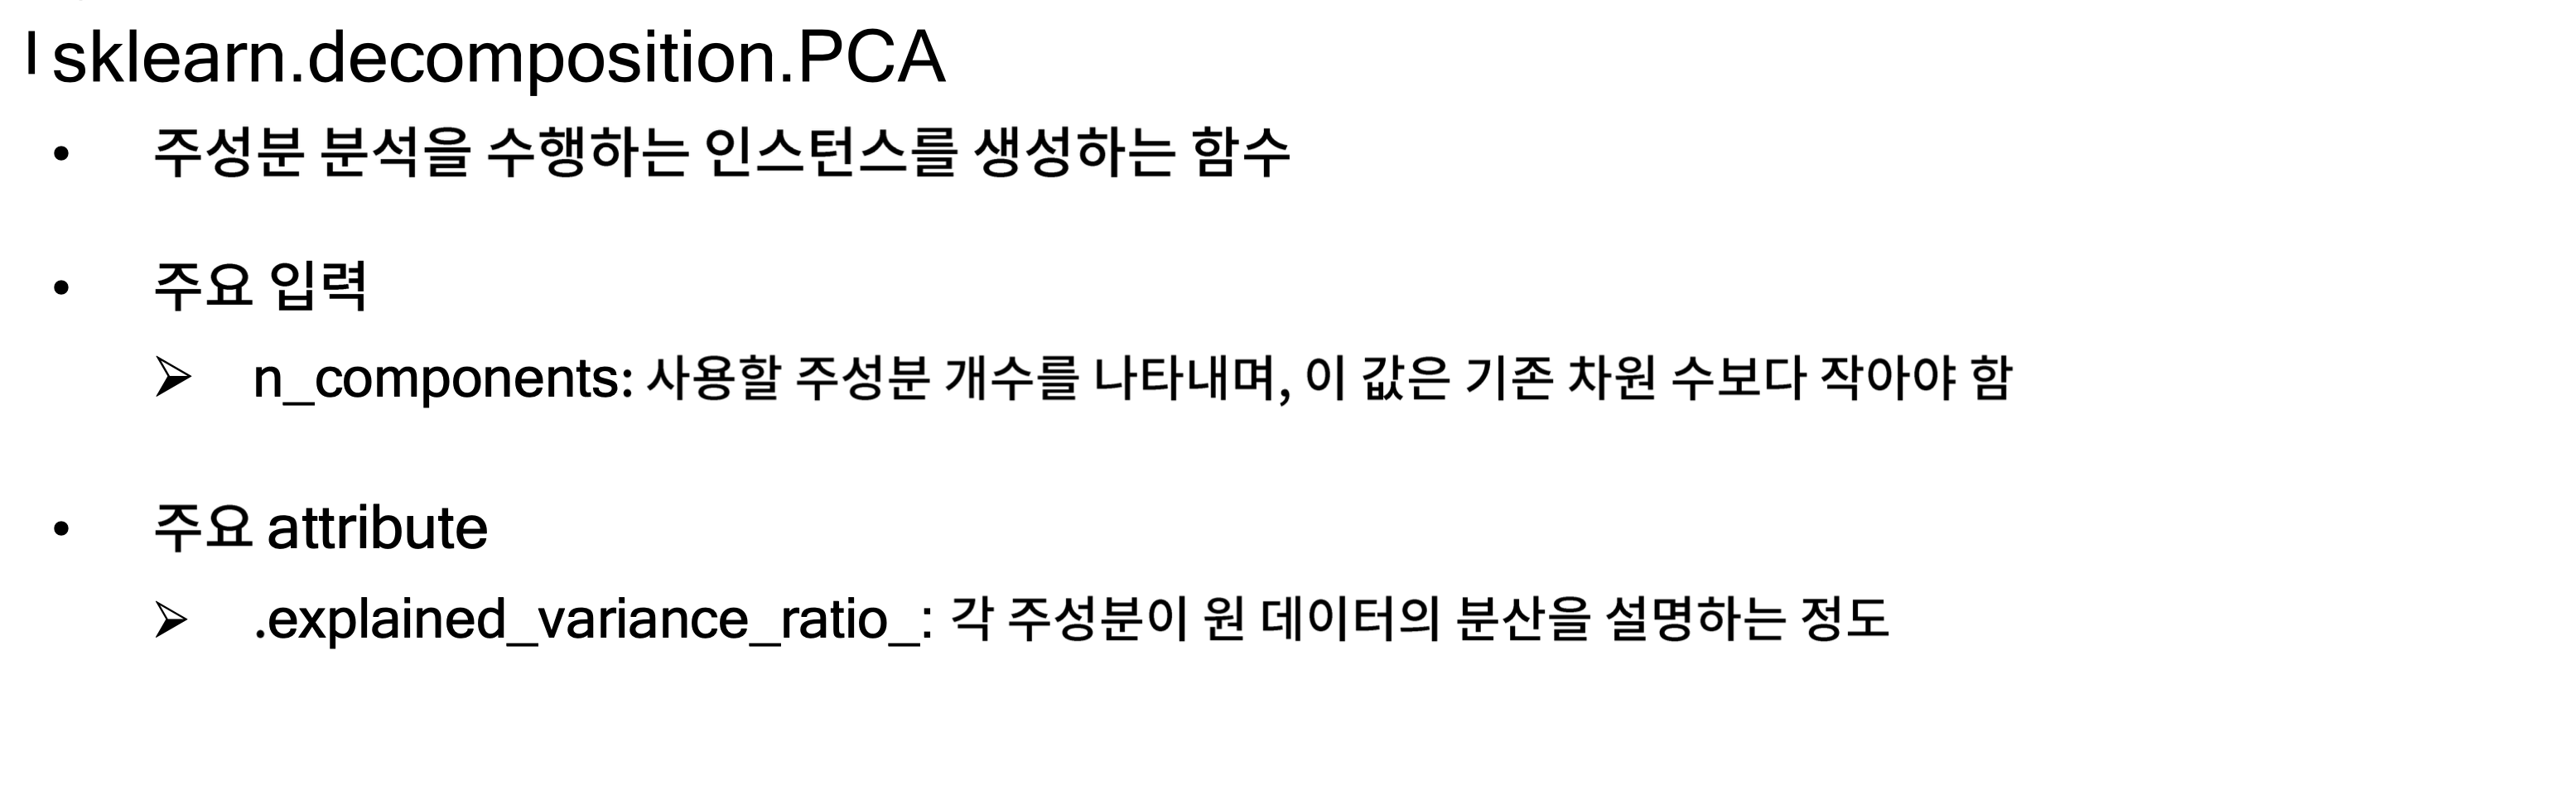 sklearn.decomposition.PCA
• 주성분 분석을 수행하는 인스턴스를 생성하는 함수
• 주요 입력
➢ n_components: 사용할 주성분 개수를 나타내며, 이 값은 기존 차원 수보다 작아야 함
• 주요 attribute
➢ .explained_variance_ratio_: 각 주성분이 원 데이터의 분산을 설명하는 정도